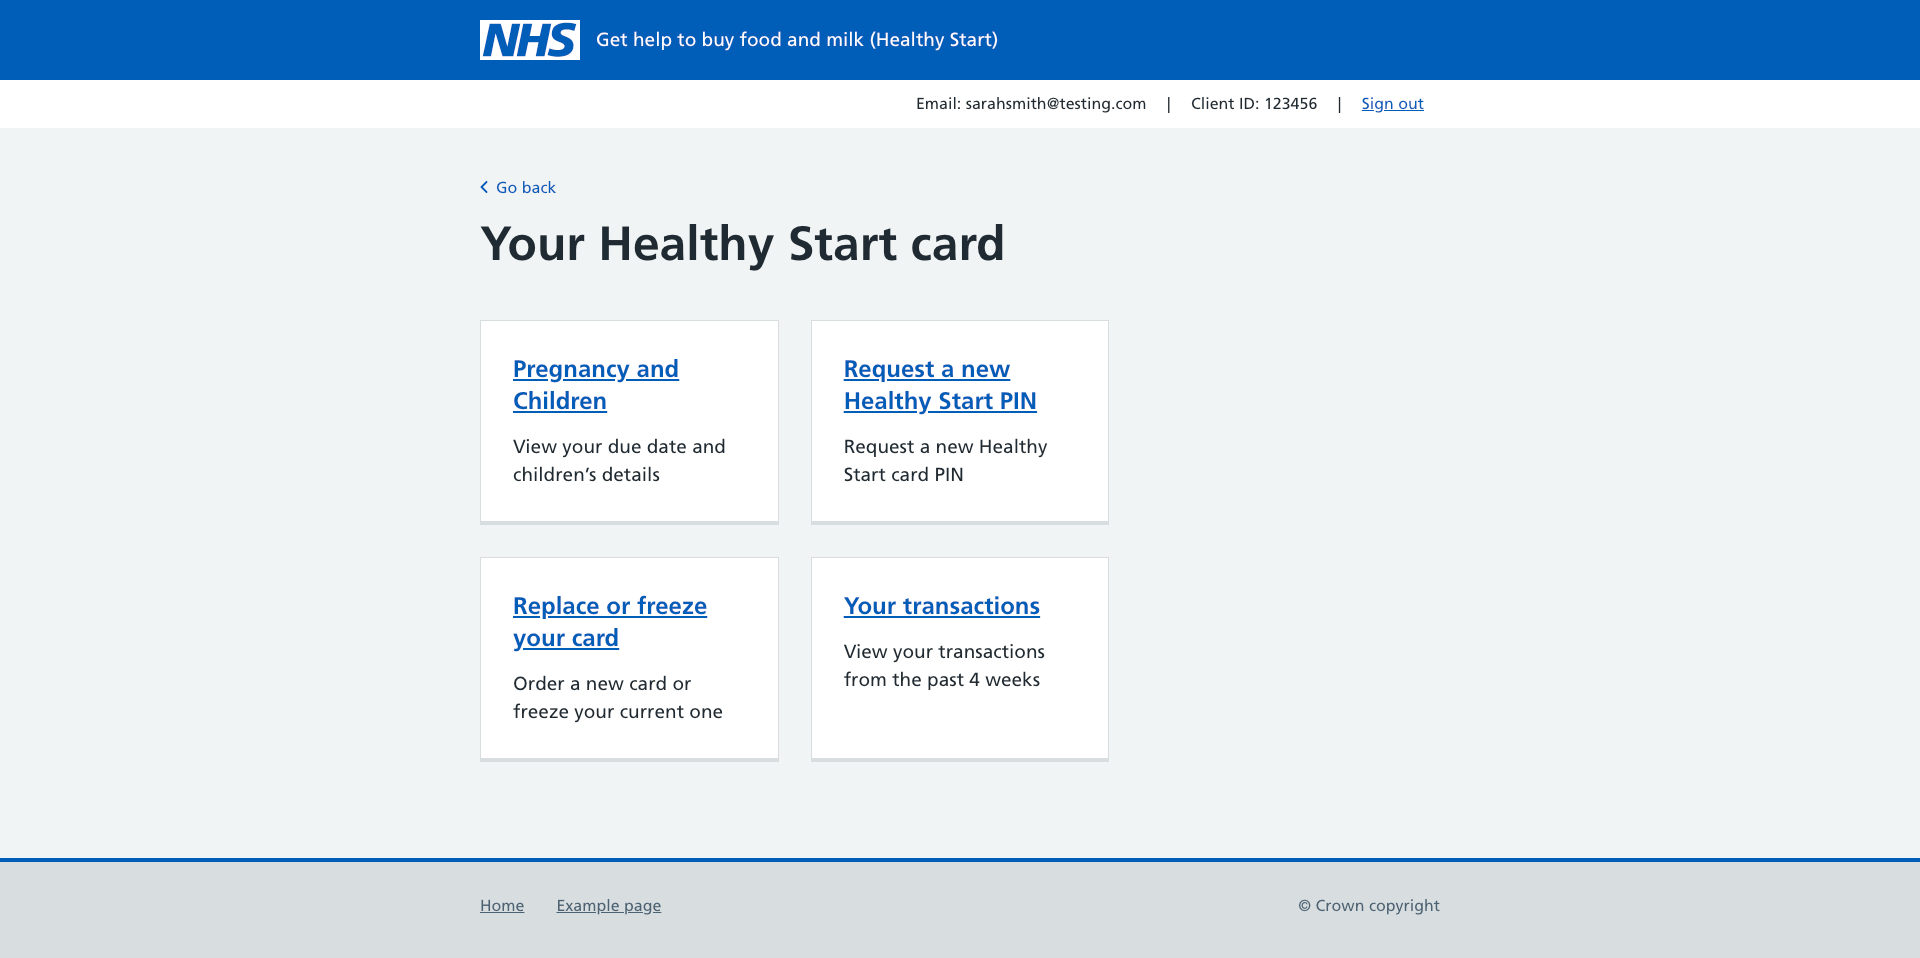 NHS Get help to buy food and milk (Healthy Start)
Email: sarahsmith@testing.com | Client ID: 123456 | Sign out
Go back
Your Healthy Start card
Pregnancy and
Children
View your due date and
children’s details
Request a new
Healthy Start PIN
Request a new Healthy
Start card PIN
Replace or freeze
your card
Order a new card or
freeze your current one
Your transactions
View your transactions
from the past 4 weeks
Home Example page © Crown copyright